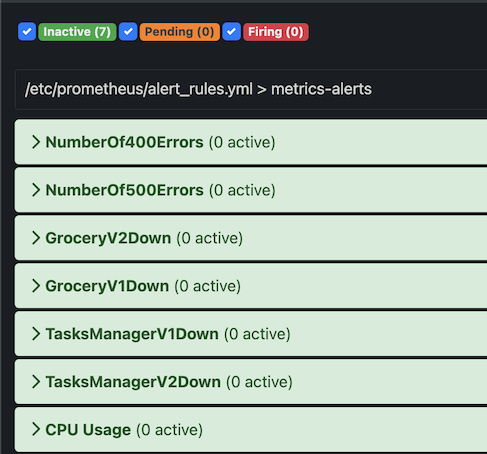 Inactive (7) Pending (0) Firing (0)
/etc/prometheus/alert_rules.yml > metrics-alerts
NumberOf400Errors (0 active)
NumberOf500Errors (0 active)
GroceryV2Down (0 active)
GroceryV1Down (0 active)
TasksManagerV1Down (0 active)
TasksManagerV2Down (0 active)
CPU Usage (0 active)